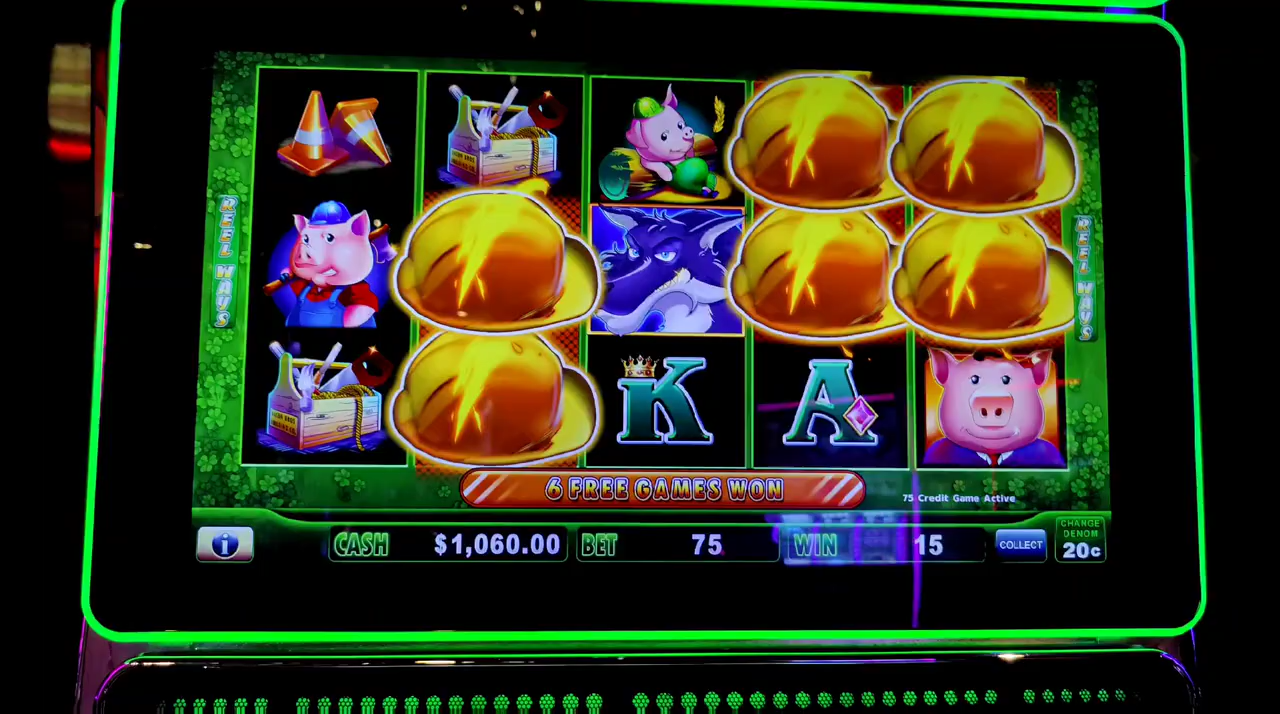 REEL WAYS
REEL WAYS
K
A
6 FREE GAMES WON
75 Credit Game Active
i
CASH $1,060.00
BET 75
WIN 15
COLLECT
CHANGE
DENOM
20¢